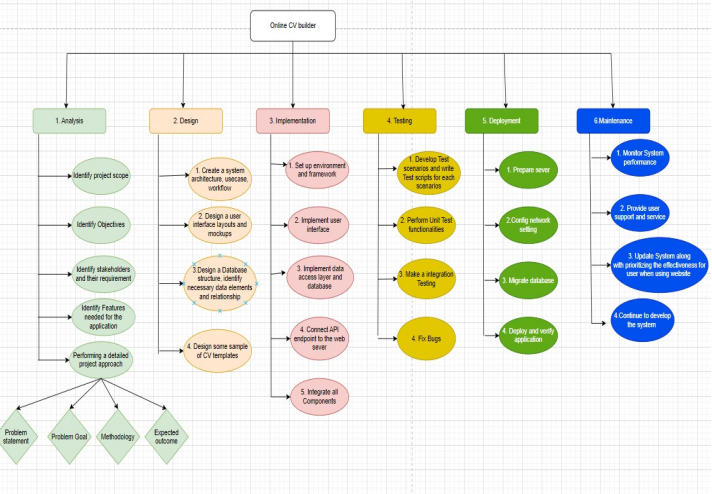 Online CV builder
1. Analysis
2. Design
3. Implementation
4. Testing
5. Deployment
6 Maintenance
Identify project scope
Identify Objectives
Identify stakeholders
and their requirement
Identify Features
needed for the
application
Performing a detailed
project approach
Problem
statement
Problem Goal
Methodology
Expected
outcome
1. Create a system
architecture, usecase,
workflow
2. Design a user
interface layouts and
mockups
3.Design a Database
structure, identify
necessary data elements
and relationship
4. Design some sample
of CV templates
1. Set up environment
and framework
2. Implement user
interface
3. Implement data
access layer and
database
4. Connect API
endpoint to the web
sever
5. Integrate all
Components
1. Develop Test
scenarios and write
Test scripts for each
scenarios
2. Perform Unit Test
functionalities
3. Make a integration
Testing
4. Fix Bugs
1. Prepare sever
2.Config network
setting
3. Migrate database
4. Deploy and verify
application
1. Monitor System
performance
2. Provide user
support and service
3. Update System along
with prioritizing the effectiveness for
user when using website
4.Continue to develop
the system